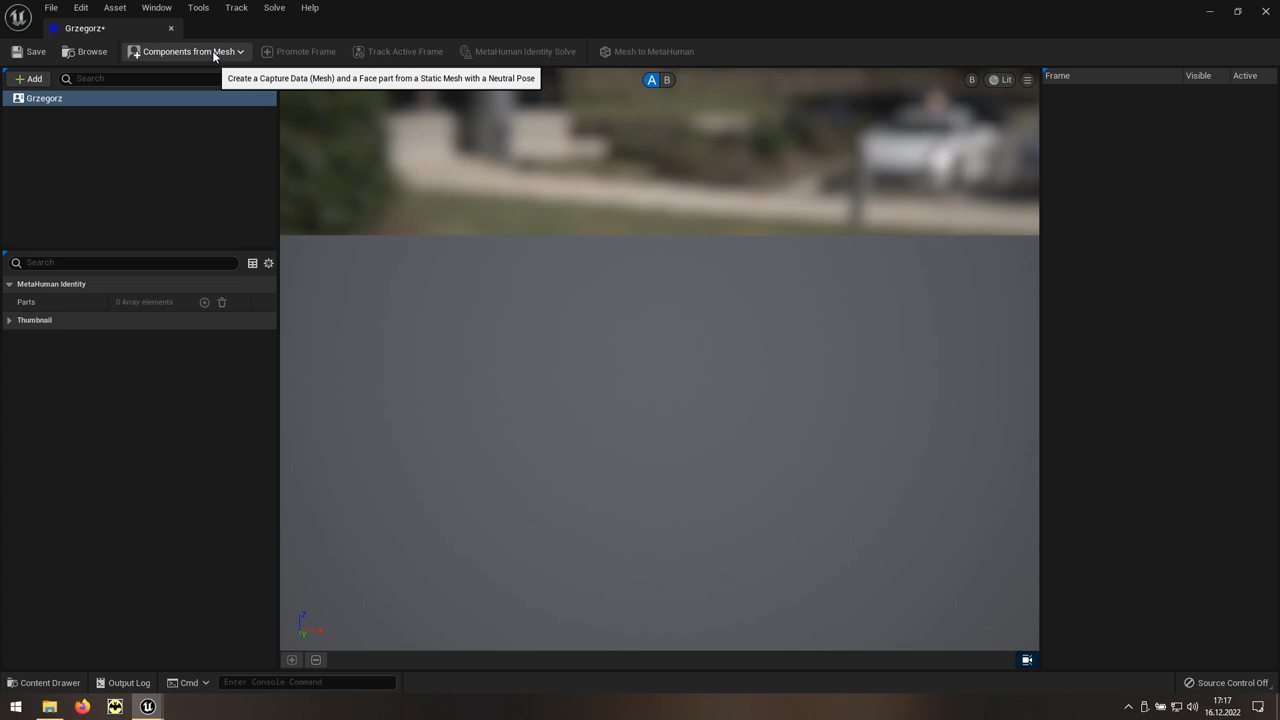 File Edit Asset Window Tools Track Solve Help
Grzegorz•
Save Browse Components from Mesh Promote Frame Track Active Frame MetaHuman Identity Solve Mesh to MetaHuman
Add Search
Create a Capture Data (Mesh) and a Face part from a Static Mesh with a Neutral Pose
A B
B Lit
Frame Visible Active
Grzegorz
Search
MetaHuman Identity
Parts 0 Array elements
Thumbnail
Z
X
Y
Content Drawer Output Log Cmd Enter Console Command Source Control Off
17:17
16.12.2022